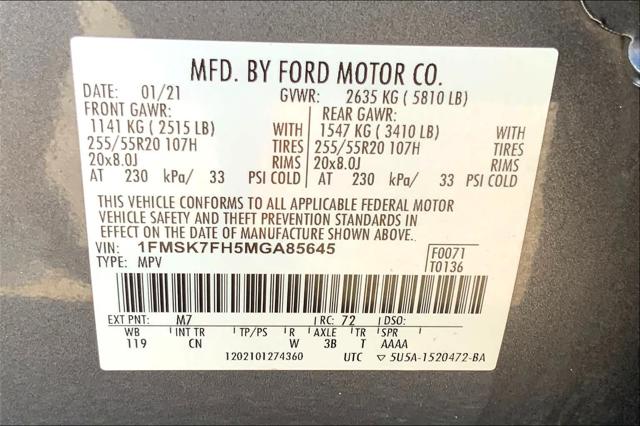 MFD. BY FORD MOTOR CO.
DATE: 01/21 GVWR: 2635 KG ( 5810 LB)
FRONT GAWR: REAR GAWR:
1141 KG ( 2515 LB) WITH 1547 KG ( 3410 LB) WITH
255/55R20 107H TIRES 255/55R20 107H TIRES
20x8.0J RIMS 20x8.0J RIMS
AT 230 kPa/ 33 PSI COLD AT 230 kPa/ 33 PSI COLD
THIS VEHICLE CONFORMS TO ALL APPLICABLE FEDERAL MOTOR
VEHICLE SAFETY AND THEFT PREVENTION STANDARDS IN
EFFECT ON THE DATE OF MANUFACTURE SHOWN ABOVE.
VIN: 1FMSK7FH5MGA85645 F0071
TYPE: MPV T0136
EXT PNT: M7 RC: 72 DSO:
WB INT TR TP/PS R AXLE TR SPR
119 CN W 3B T AAAA
1202101274360 UTC ▽ 5U5A-1520472-BA